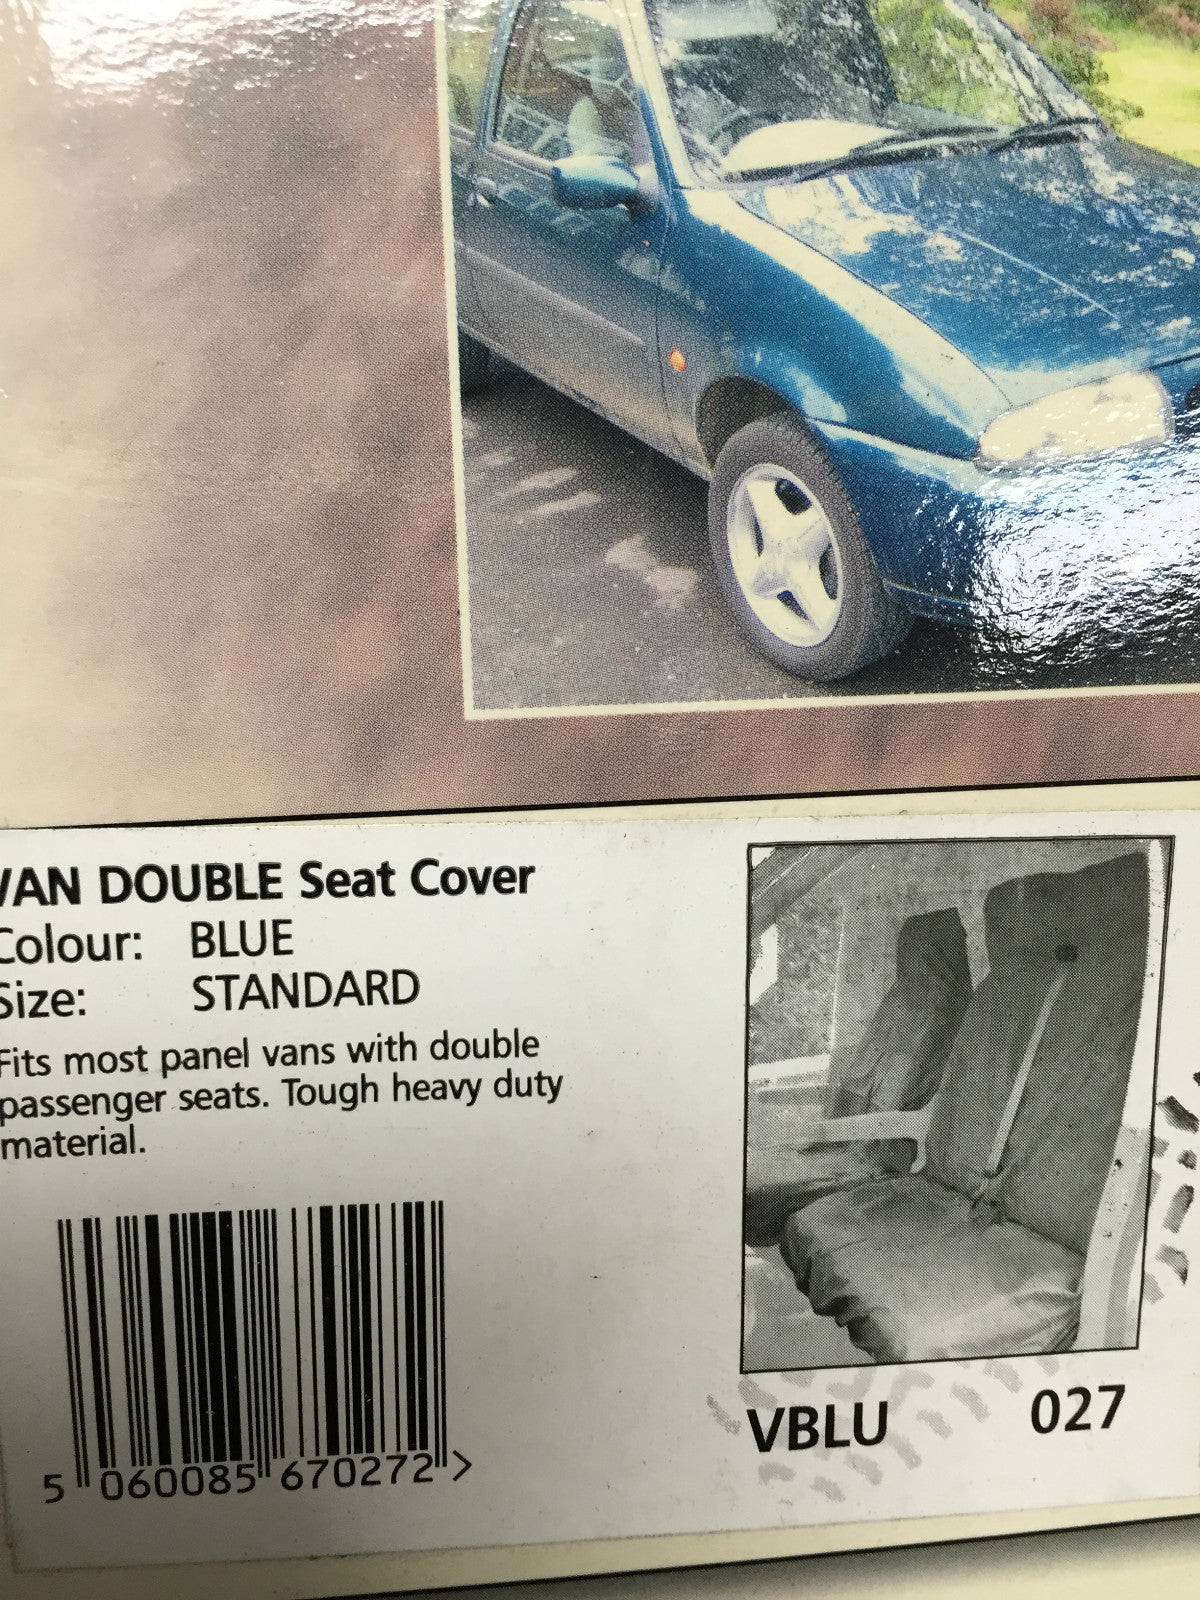 VAN DOUBLE Seat Cover
Colour: BLUE
Size: STANDARD
Fits most panel vans with double
passenger seats. Tough heavy duty
material.
5 060085 670272 >
VBLU 027